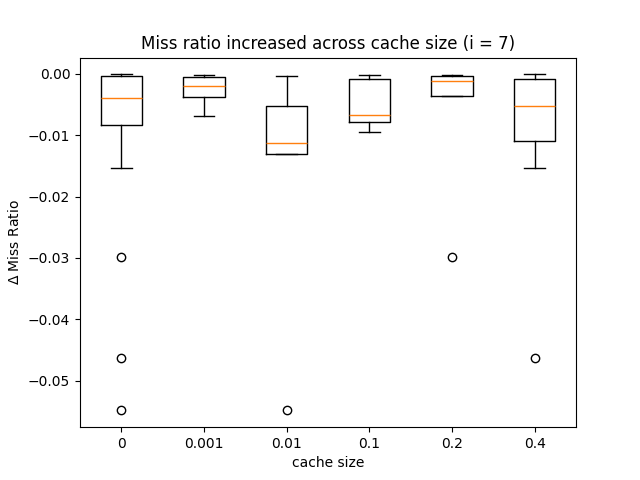 Miss ratio increased across cache size (i = 7)
Δ Miss Ratio
0.00
−0.01
−0.02
−0.03
−0.04
−0.05
0 0.001 0.01 0.1 0.2 0.4
cache size